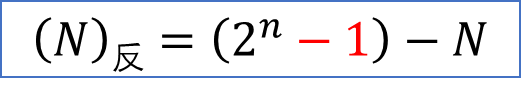 (N)反 = (2ⁿ − 1) − N